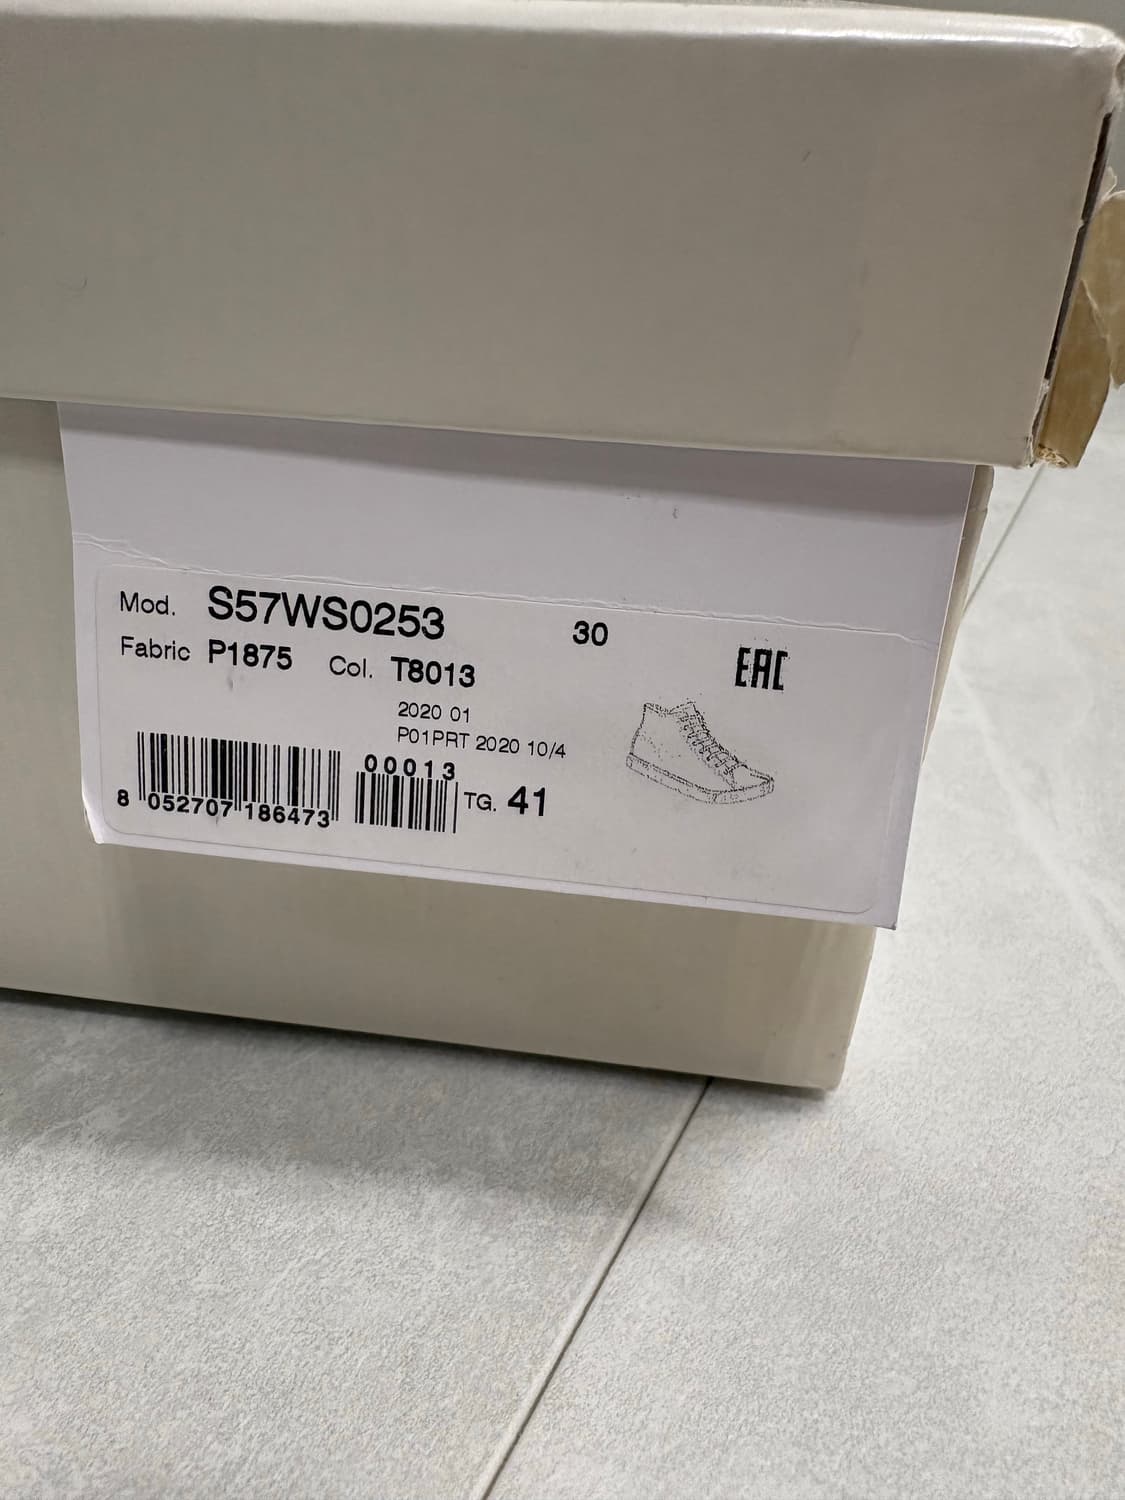 Mod. S57WS0253 30
Fabric P1875 Col. T8013 EAC
2020 01
P01PRT 2020 10/4
00013
8 052707 186473 TG. 41